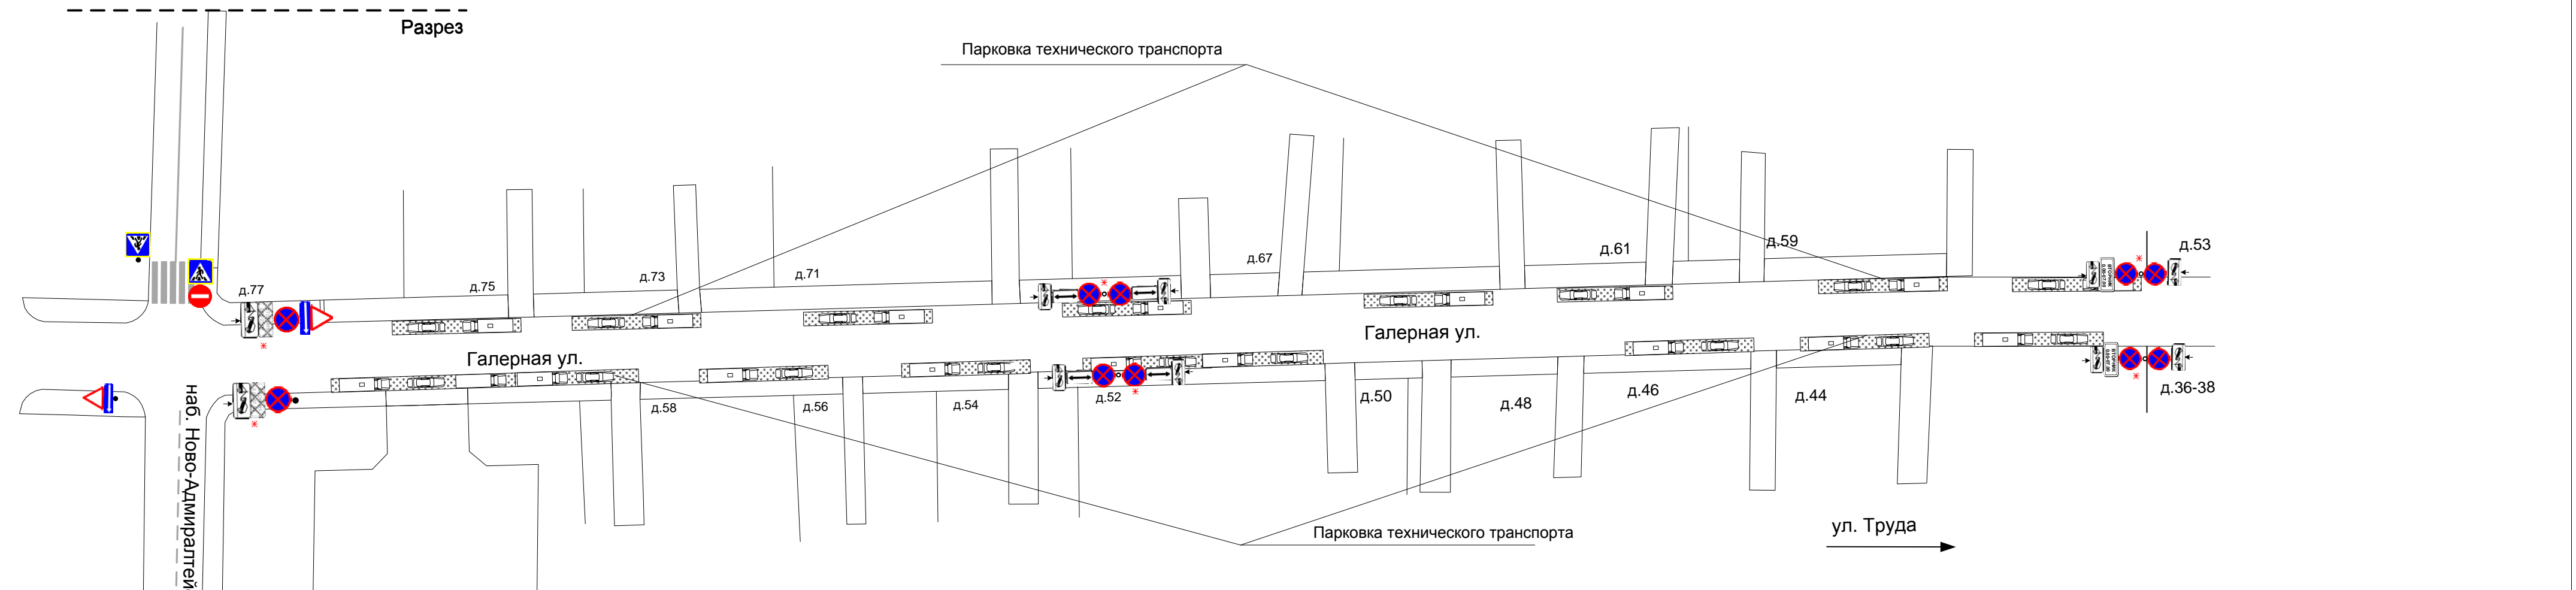 Разрез
Парковка технического транспорта
д.53
д.59
д.61
д.67
д.71
д.73
д.75
д.77
Галерная ул.
Галерная ул.
наб. Ново-Адмиралтей
д.58
д.56
д.54
д.52
д.50
д.48
д.46
д.44
д.36-38
Парковка технического транспорта
ул. Труда